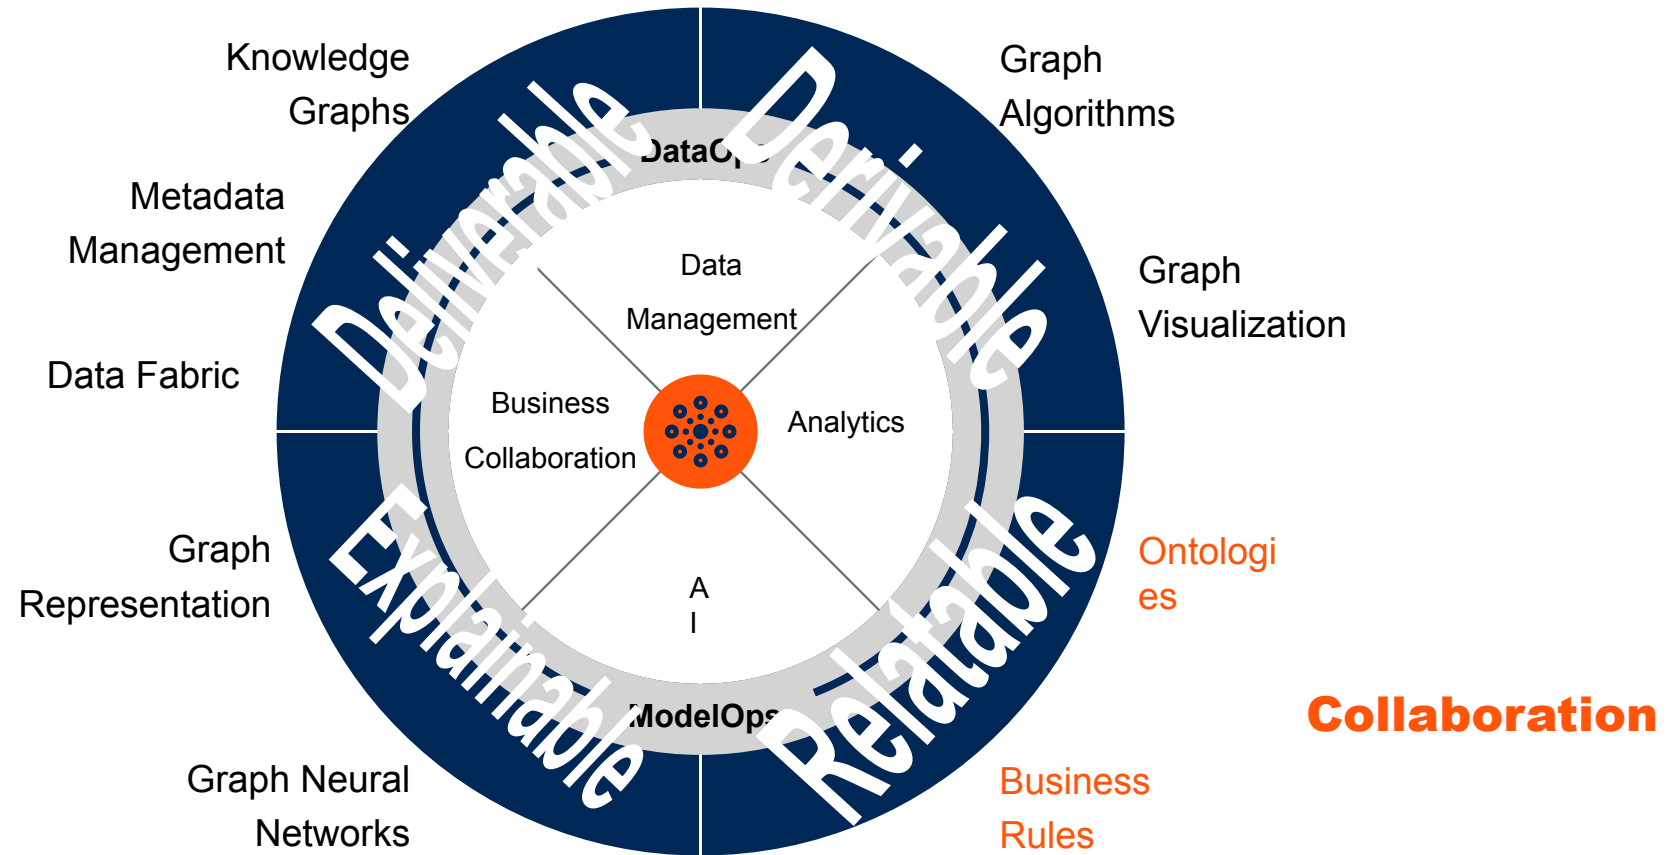 Knowledge
Graphs
Graph
Algorithms
Deliverable
Derivable
DataOps
Metadata
Management
Data
Management
Graph
Visualization
Data Fabric
Business
Collaboration
Analytics
Graph
Representation
Explainable
Relatable
Ontologi
es
A
I
ModelOps
Collaboration
Graph Neural
Networks
Business
Rules